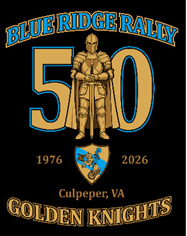 BLUE RIDGE RALLY
50
1976 2026
Culpeper, VA
GOLDEN KNIGHTS